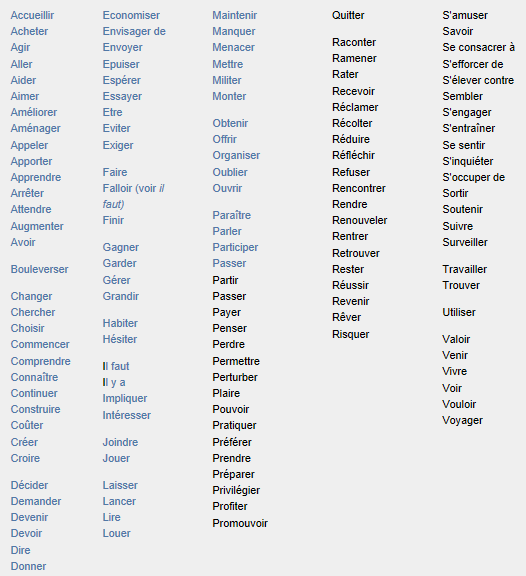 Accueillir
Acheter
Agir
Aller
Aider
Aimer
Améliorer
Aménager
Appeler
Apporter
Apprendre
Arrêter
Attendre
Augmenter
Avoir
Bouleverser
Changer
Chercher
Choisir
Commencer
Comprendre
Connaître
Continuer
Construire
Coûter
Créer
Croire
Décider
Demander
Devenir
Devoir
Dire
Donner
Economiser
Envisager de
Envoyer
Epuiser
Espérer
Essayer
Etre
Eviter
Exiger
Faire
Falloir (voir il
faut)
Finir
Gagner
Garder
Gérer
Grandir
Habiter
Hésiter
Il faut
Il y a
Impliquer
Intéresser
Joindre
Jouer
Laisser
Lancer
Lire
Louer
Maintenir
Manquer
Menacer
Mettre
Militer
Monter
Obtenir
Offrir
Organiser
Oublier
Ouvrir
Paraître
Parler
Participer
Passer
Partir
Passer
Payer
Penser
Perdre
Permettre
Perturber
Plaire
Pouvoir
Pratiquer
Préférer
Prendre
Préparer
Privilégier
Profiter
Promouvoir
Quitter
Raconter
Ramener
Rater
Recevoir
Réclamer
Récolter
Réduire
Réfléchir
Refuser
Rencontrer
Rendre
Renouveler
Rentrer
Retrouver
Rester
Réussir
Revenir
Rêver
Risquer
S'amuser
Savoir
Se consacrer à
S'efforcer de
S'élever contre
Sembler
S'engager
S'entraîner
Se sentir
S'inquiéter
S'occuper de
Sortir
Soutenir
Suivre
Surveiller
Travailler
Trouver
Utiliser
Valoir
Venir
Vivre
Voir
Vouloir
Voyager